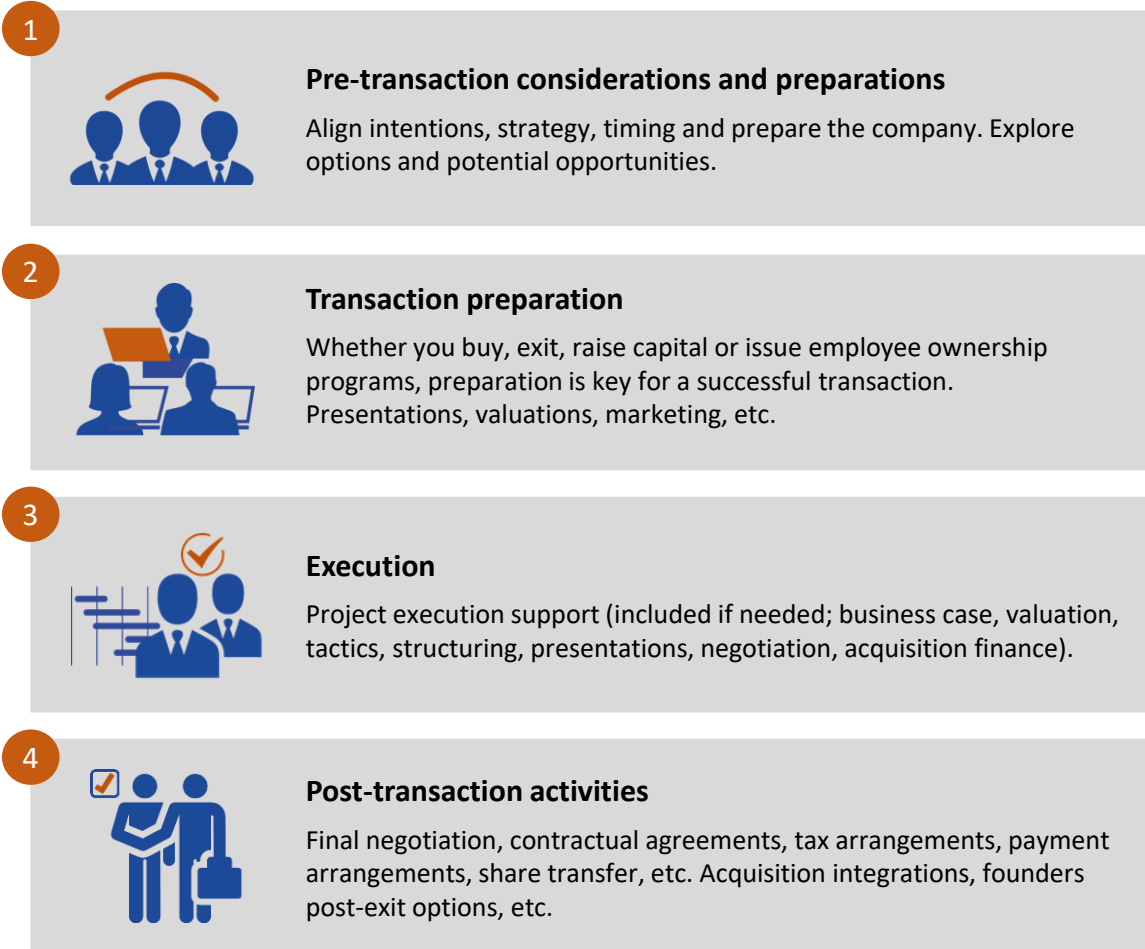 1
Pre-transaction considerations and preparations
Align intentions, strategy, timing and prepare the company. Explore
options and potential opportunities.
2
Transaction preparation
Whether you buy, exit, raise capital or issue employee ownership
programs, preparation is key for a successful transaction.
Presentations, valuations, marketing, etc.
3
Execution
Project execution support (included if needed; business case, valuation,
tactics, structuring, presentations, negotiation, acquisition finance).
4
Post-transaction activities
Final negotiation, contractual agreements, tax arrangements, payment
arrangements, share transfer, etc. Acquisition integrations, founders
post-exit options, etc.